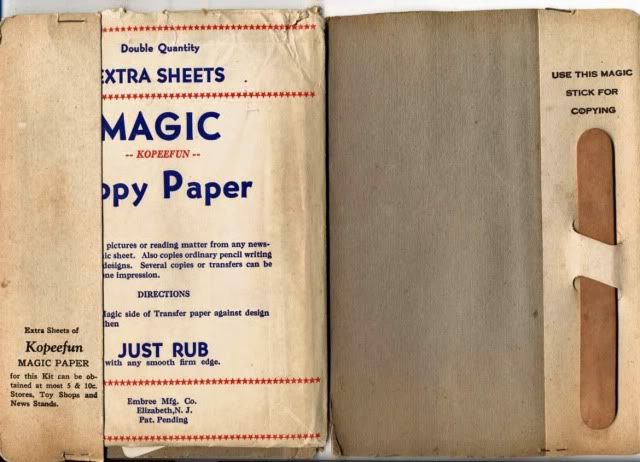 Double Quantity
EXTRA SHEETS
MAGIC
-- KOPEEFUN --
opy Paper
pictures or reading matter from any news-
ic sheet. Also copies ordinary pencil writing
designs. Several copies or transfers can be
ne impression.
DIRECTIONS
Magic side of Transfer paper against design
hen
JUST RUB
with any smooth firm edge.
Embree Mfg. Co.
Elizabeth, N. J.
Pat. Pending
Extra Sheets of
Kopeefun
MAGIC PAPER
for this Kit can be ob-
tained at most 5 & 10c.
Stores, Toy Shops and
News Stands.
USE THIS MAGIC
STICK FOR
COPYING